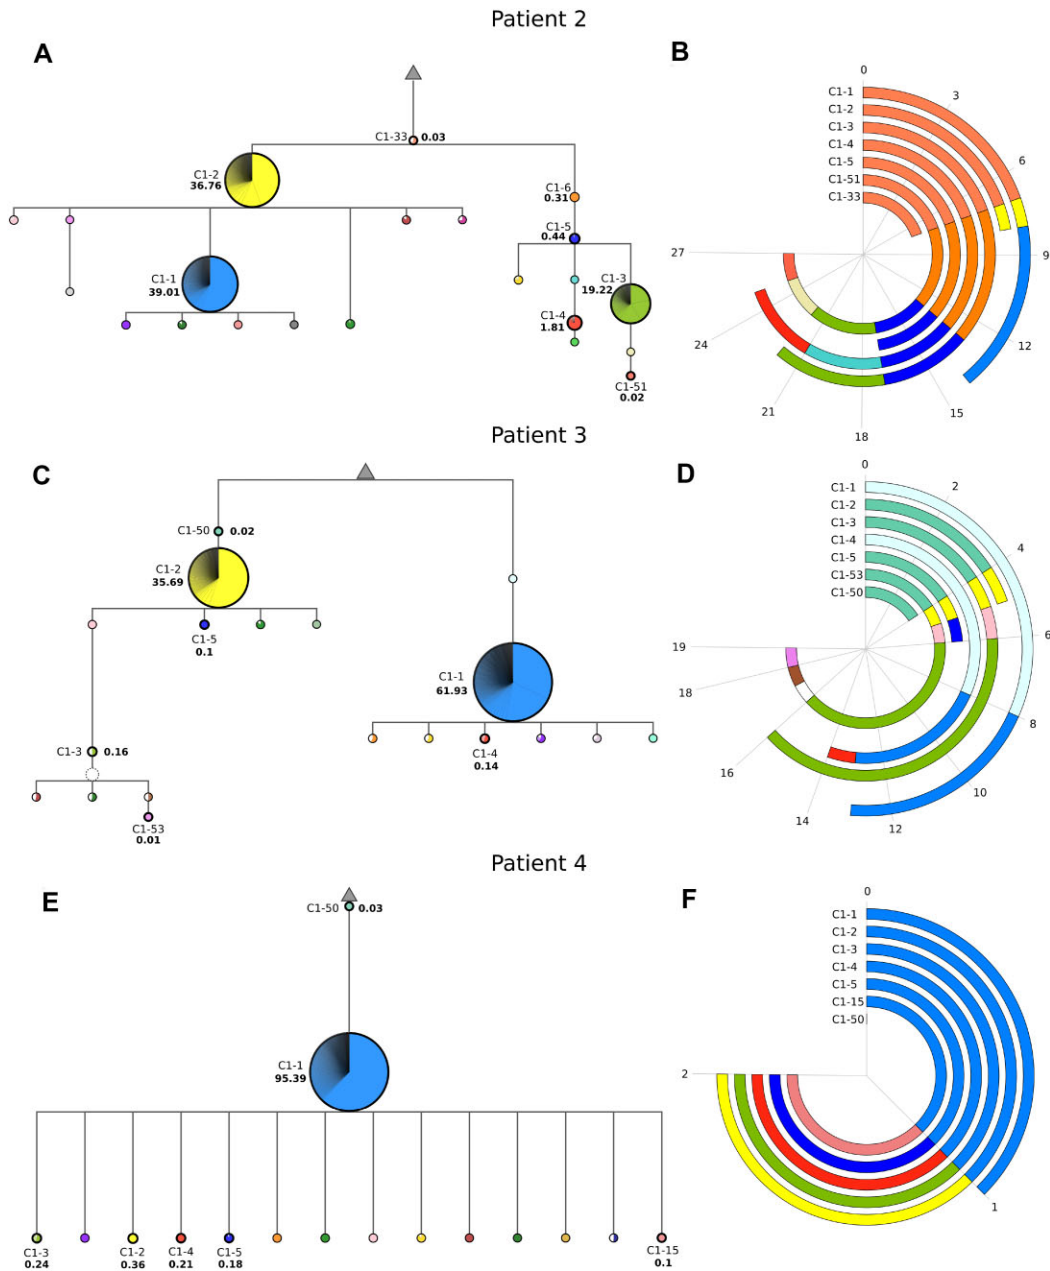 Patient 2
A
C1-33 0.03
C1-2
36.76
C1-6
0.31
C1-5
0.44
C1-1
39.01
C1-3
19.22
C1-4
1.81
C1-51
0.02
B
0
3
6
9
12
15
18
21
24
27
C1-1
C1-2
C1-3
C1-4
C1-5
C1-51
C1-33
Patient 3
C
C1-50 0.02
C1-2
35.69
C1-5
0.1
C1-1
61.93
C1-3 0.16
C1-4
0.14
C1-53
0.01
D
0
2
4
6
8
10
12
14
16
18
19
C1-1
C1-2
C1-3
C1-4
C1-5
C1-53
C1-50
Patient 4
E
C1-50 0.03
C1-1
95.39
C1-3
0.24
C1-2
0.36
C1-4
0.21
C1-5
0.18
C1-15
0.1
F
0
1
2
C1-1
C1-2
C1-3
C1-4
C1-5
C1-15
C1-50